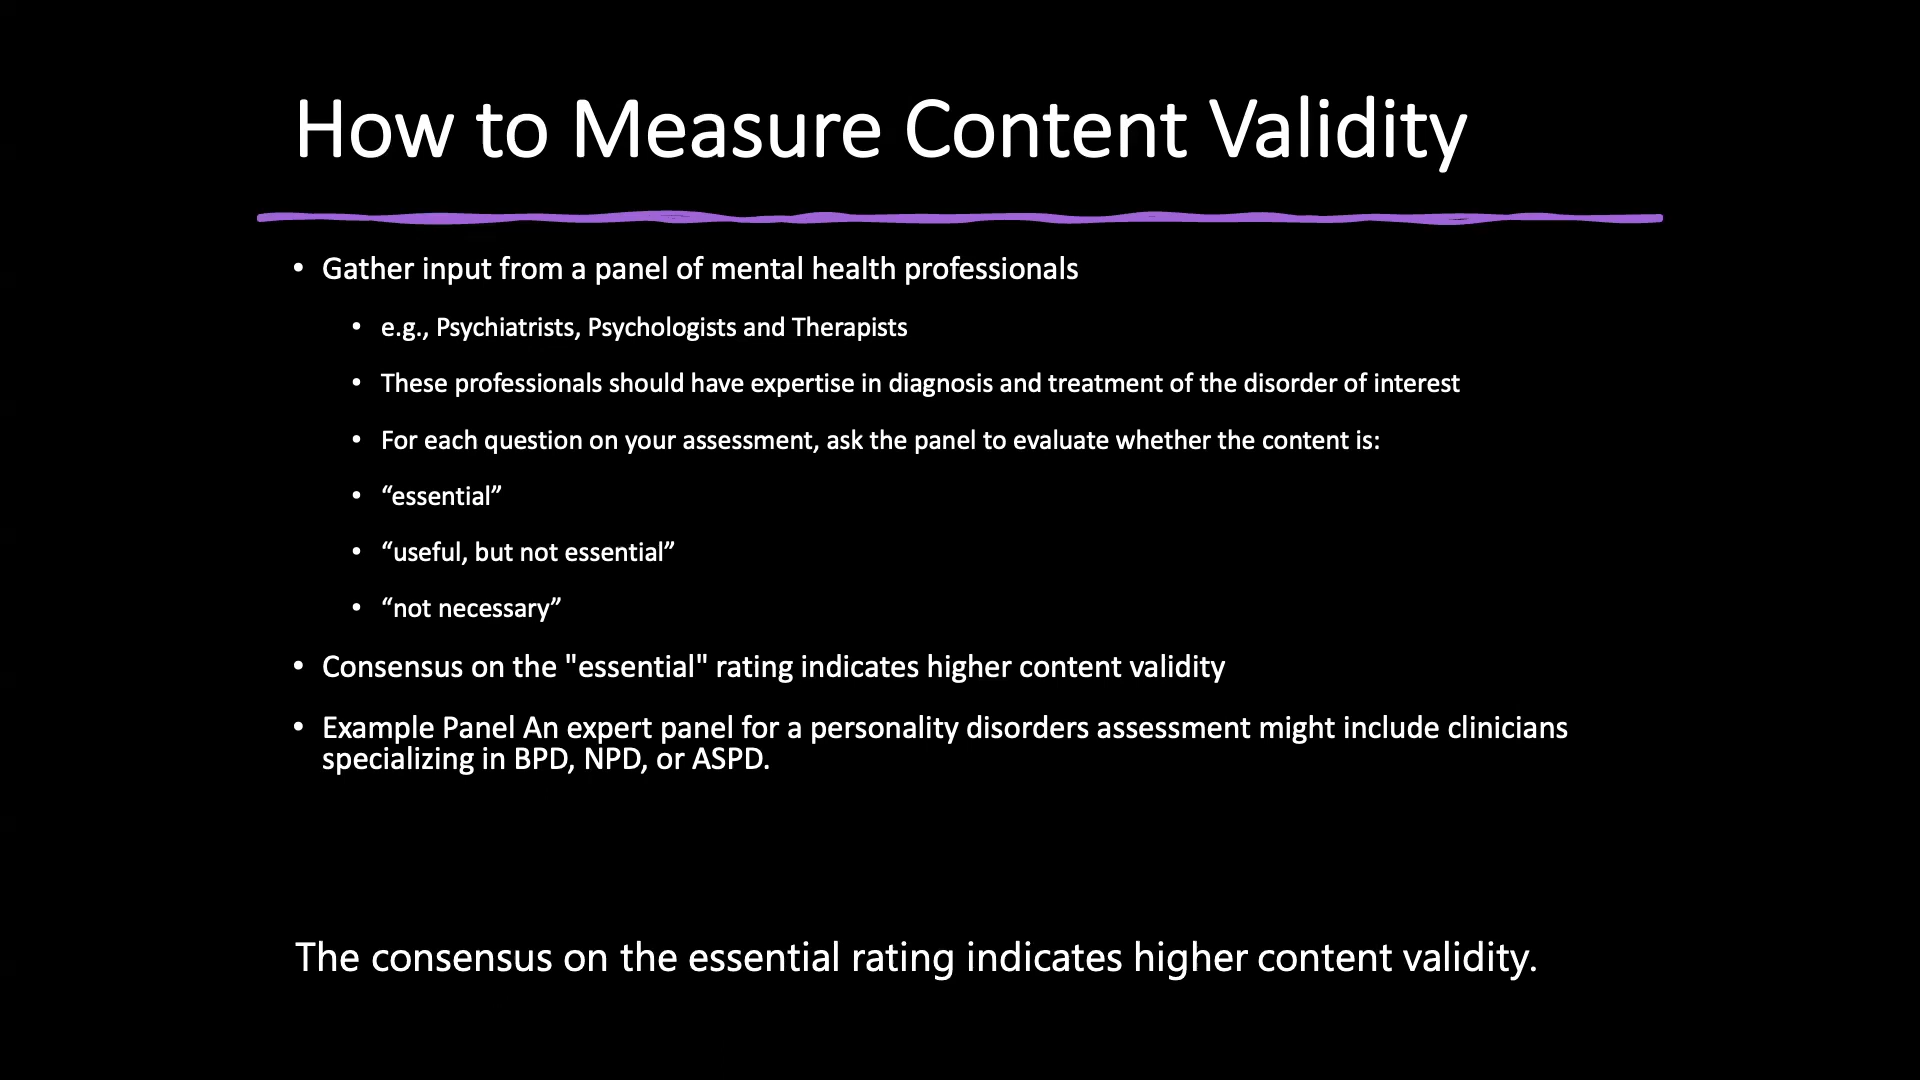 How to Measure Content Validity
• Gather input from a panel of mental health professionals
• e.g., Psychiatrists, Psychologists and Therapists
• These professionals should have expertise in diagnosis and treatment of the disorder of interest
• For each question on your assessment, ask the panel to evaluate whether the content is:
• “essential”
• “useful, but not essential”
• “not necessary”
• Consensus on the "essential" rating indicates higher content validity
• Example Panel An expert panel for a personality disorders assessment might include clinicians
specializing in BPD, NPD, or ASPD.
The consensus on the essential rating indicates higher content validity.